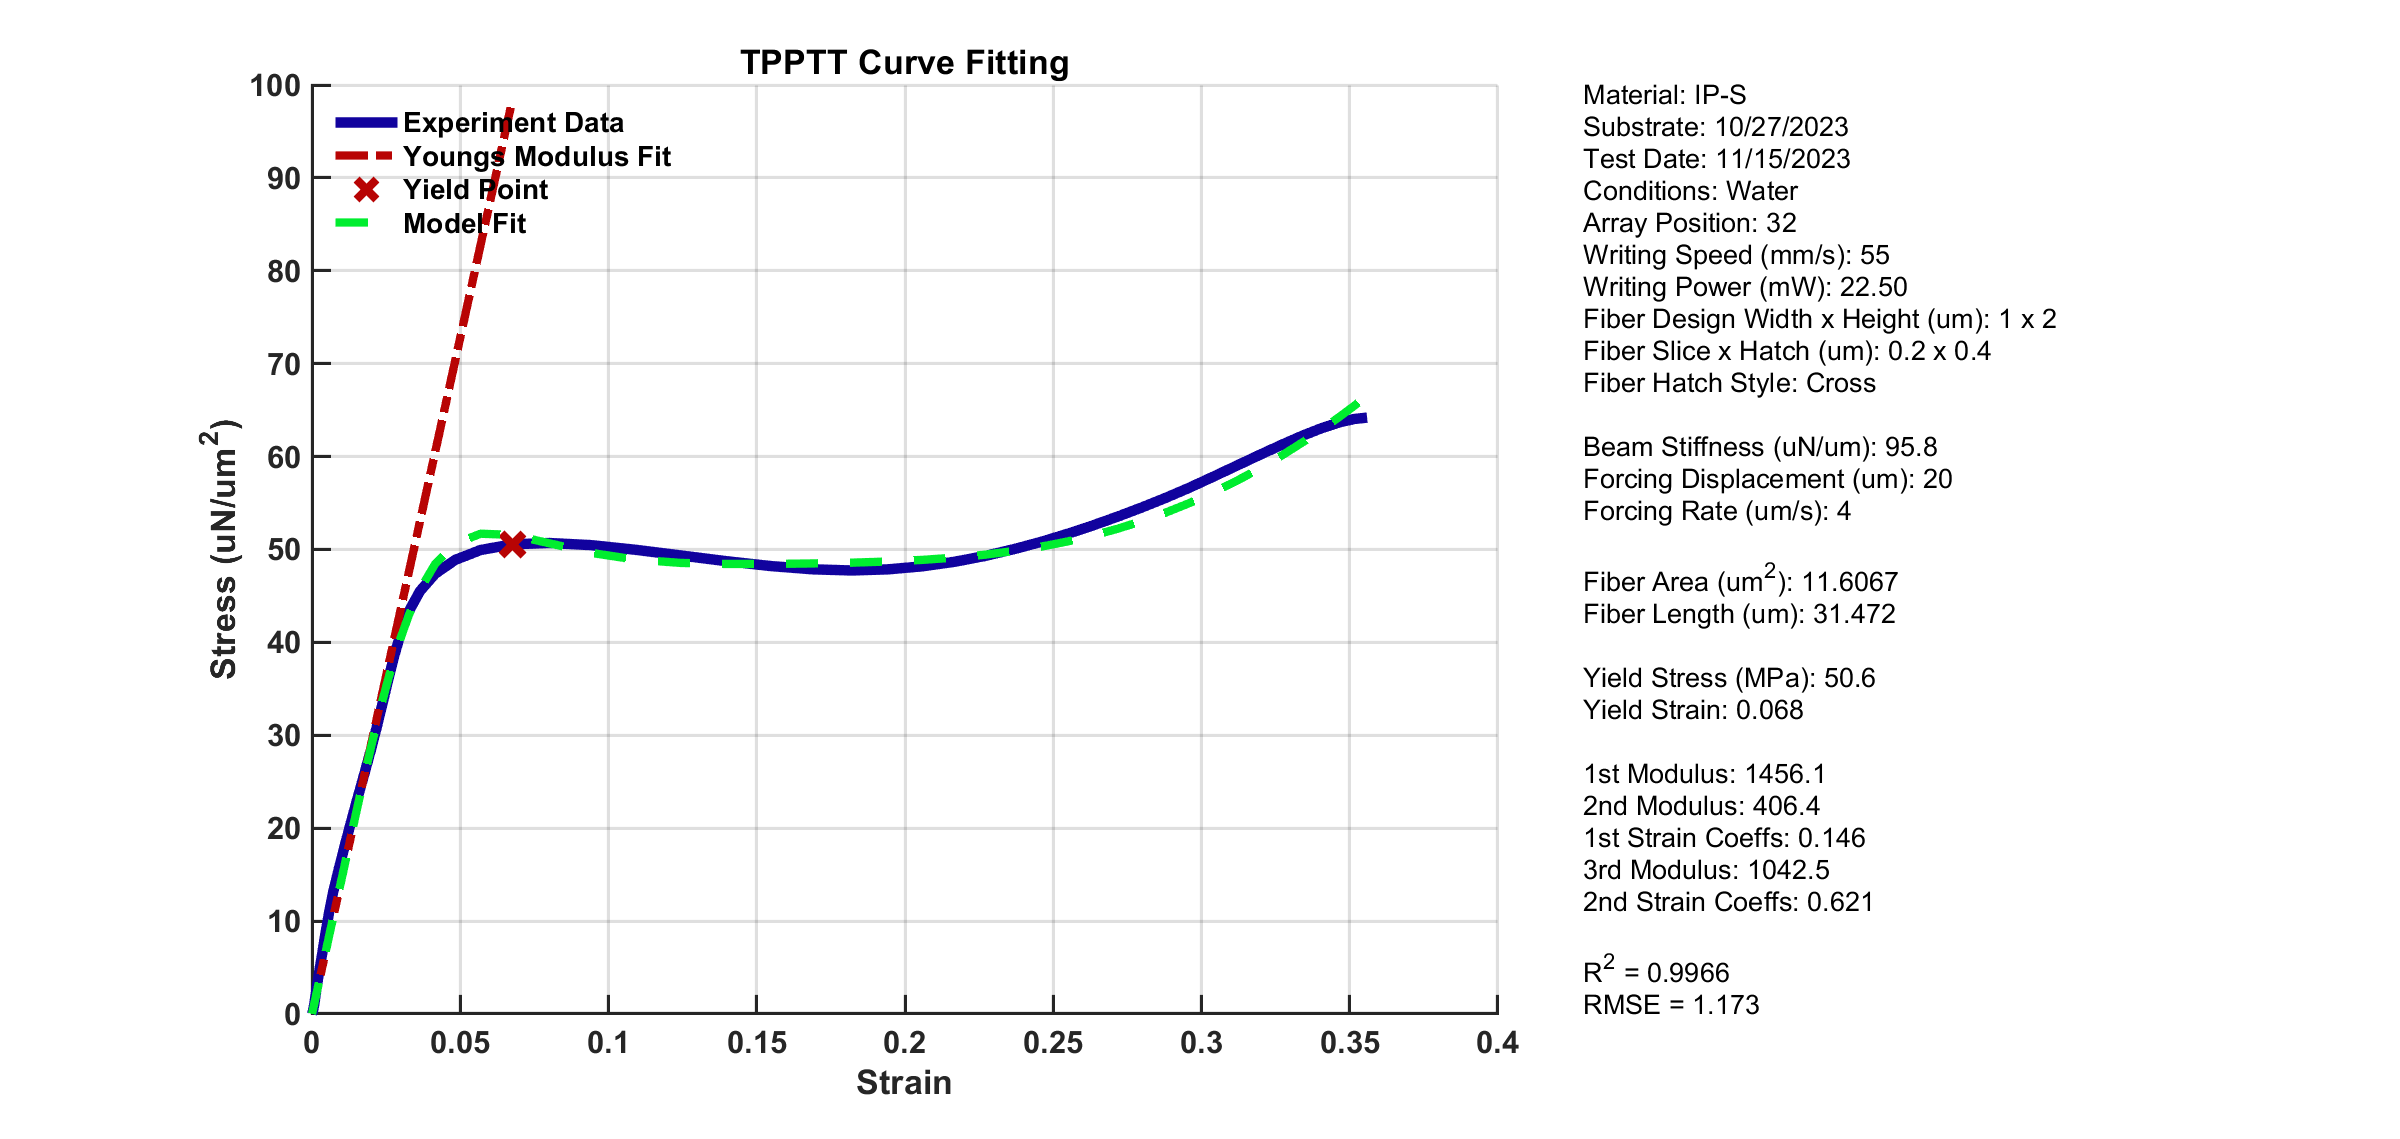 TPPTT Curve Fitting
100
90
80
70
60
50
40
30
20
10
0
Stress (uN/um²)
Experiment Data
Youngs Modulus Fit
Yield Point
Model Fit
0 0.05 0.1 0.15 0.2 0.25 0.3 0.35 0.4
Strain
Material: IP-S
Substrate: 10/27/2023
Test Date: 11/15/2023
Conditions: Water
Array Position: 32
Writing Speed (mm/s): 55
Writing Power (mW): 22.50
Fiber Design Width x Height (um): 1 x 2
Fiber Slice x Hatch (um): 0.2 x 0.4
Fiber Hatch Style: Cross
Beam Stiffness (uN/um): 95.8
Forcing Displacement (um): 20
Forcing Rate (um/s): 4
Fiber Area (um²): 11.6067
Fiber Length (um): 31.472
Yield Stress (MPa): 50.6
Yield Strain: 0.068
1st Modulus: 1456.1
2nd Modulus: 406.4
1st Strain Coeffs: 0.146
3rd Modulus: 1042.5
2nd Strain Coeffs: 0.621
R² = 0.9966
RMSE = 1.173